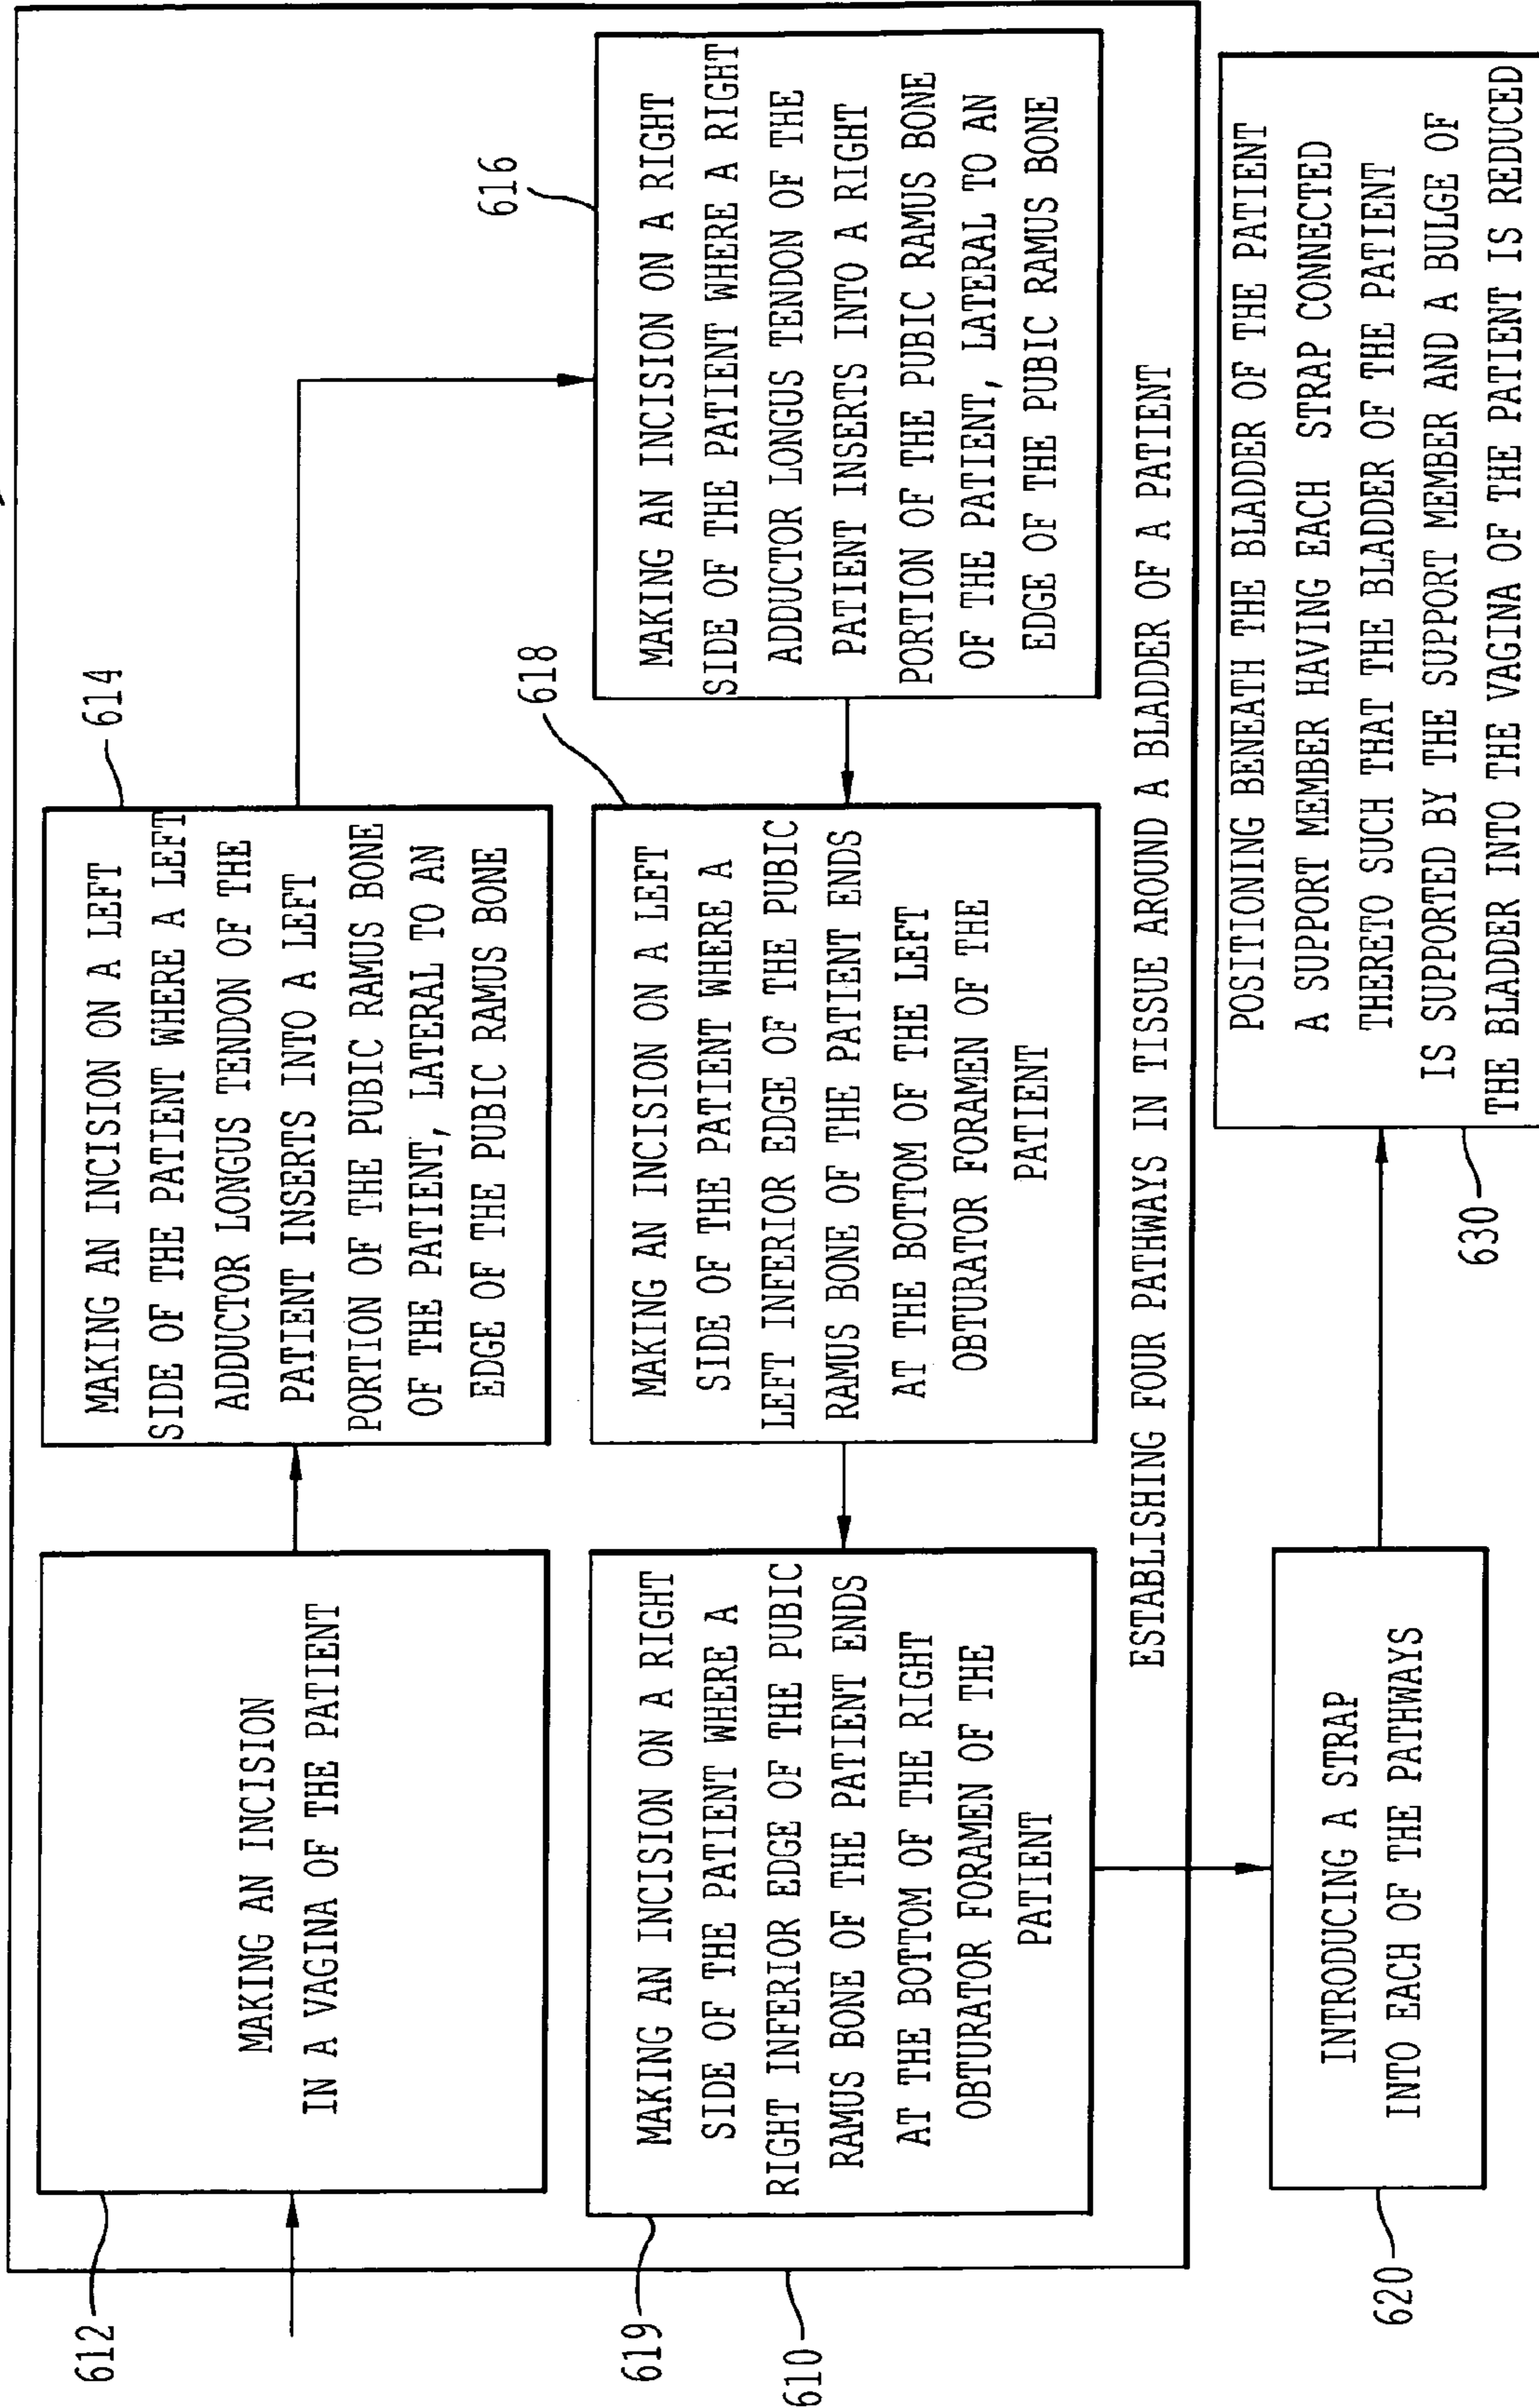 612
MAKING AN INCISION
IN A VAGINA OF THE PATIENT
614
MAKING AN INCISION ON A LEFT
SIDE OF THE PATIENT WHERE A LEFT
ADDUCTOR LONGUS TENDON OF THE
PATIENT INSERTS INTO A LEFT
PORTION OF THE PUBIC RAMUS BONE
OF THE PATIENT, LATERAL TO AN
EDGE OF THE PUBIC RAMUS BONE
616
MAKING AN INCISION ON A RIGHT
SIDE OF THE PATIENT WHERE A RIGHT
ADDUCTOR LONGUS TENDON OF THE
PATIENT INSERTS INTO A RIGHT
PORTION OF THE PUBIC RAMUS BONE
OF THE PATIENT, LATERAL TO AN
EDGE OF THE PUBIC RAMUS BONE
618
MAKING AN INCISION ON A LEFT
SIDE OF THE PATIENT WHERE A
LEFT INFERIOR EDGE OF THE PUBIC
RAMUS BONE OF THE PATIENT ENDS
AT THE BOTTOM OF THE LEFT
OBTURATOR FORAMEN OF THE
PATIENT
619
MAKING AN INCISION ON A RIGHT
SIDE OF THE PATIENT WHERE A
RIGHT INFERIOR EDGE OF THE PUBIC
RAMUS BONE OF THE PATIENT ENDS
AT THE BOTTOM OF THE RIGHT
OBTURATOR FORAMEN OF THE
PATIENT
610
ESTABLISHING FOUR PATHWAYS IN TISSUE AROUND A BLADDER OF A PATIENT
620
INTRODUCING A STRAP
INTO EACH OF THE PATHWAYS
630
POSITIONING BENEATH THE BLADDER OF THE PATIENT
A SUPPORT MEMBER HAVING EACH STRAP CONNECTED
THERETO SUCH THAT THE BLADDER OF THE PATIENT
IS SUPPORTED BY THE SUPPORT MEMBER AND A BULGE OF
THE BLADDER INTO THE VAGINA OF THE PATIENT IS REDUCED